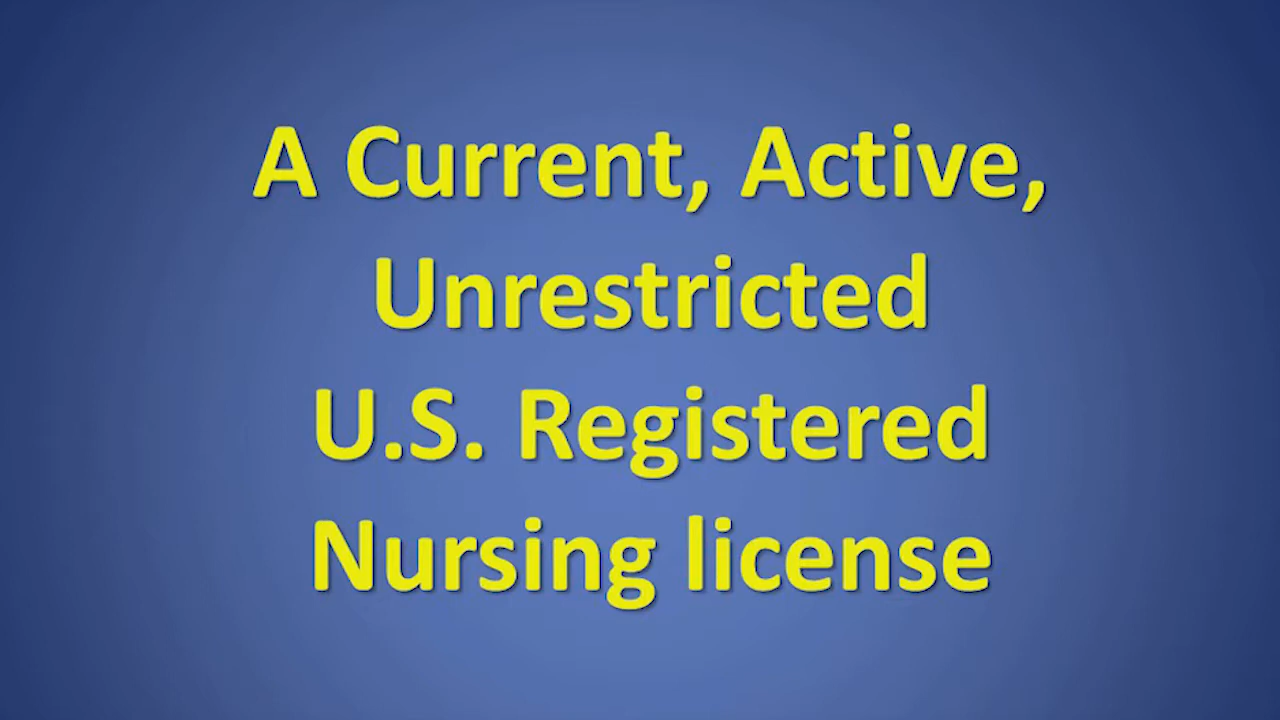 A Current, Active,
Unrestricted
U.S. Registered
Nursing license